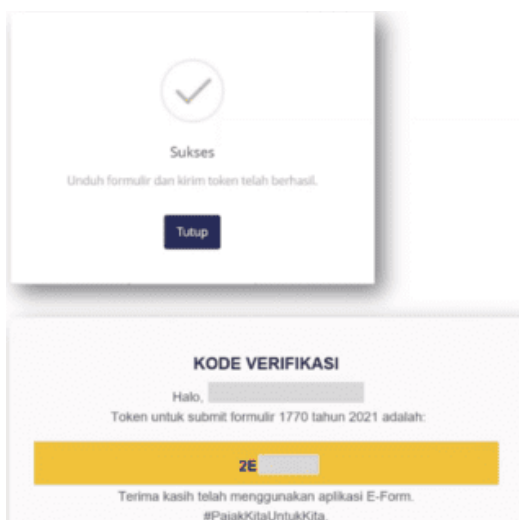 Sukses
Unduh formulir dan kirim token telah berhasil.
Tutup
KODE VERIFIKASI
Halo,
Token untuk submit formulir 1770 tahun 2021 adalah:
2E
Terima kasih telah menggunakan aplikasi E-Form.
#PajakKitaUntukKita.